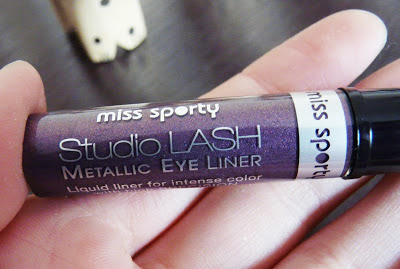 miss sporty
Studio LASH
METALLIC EYE LINER
Liquid liner for intense color
miss sporty